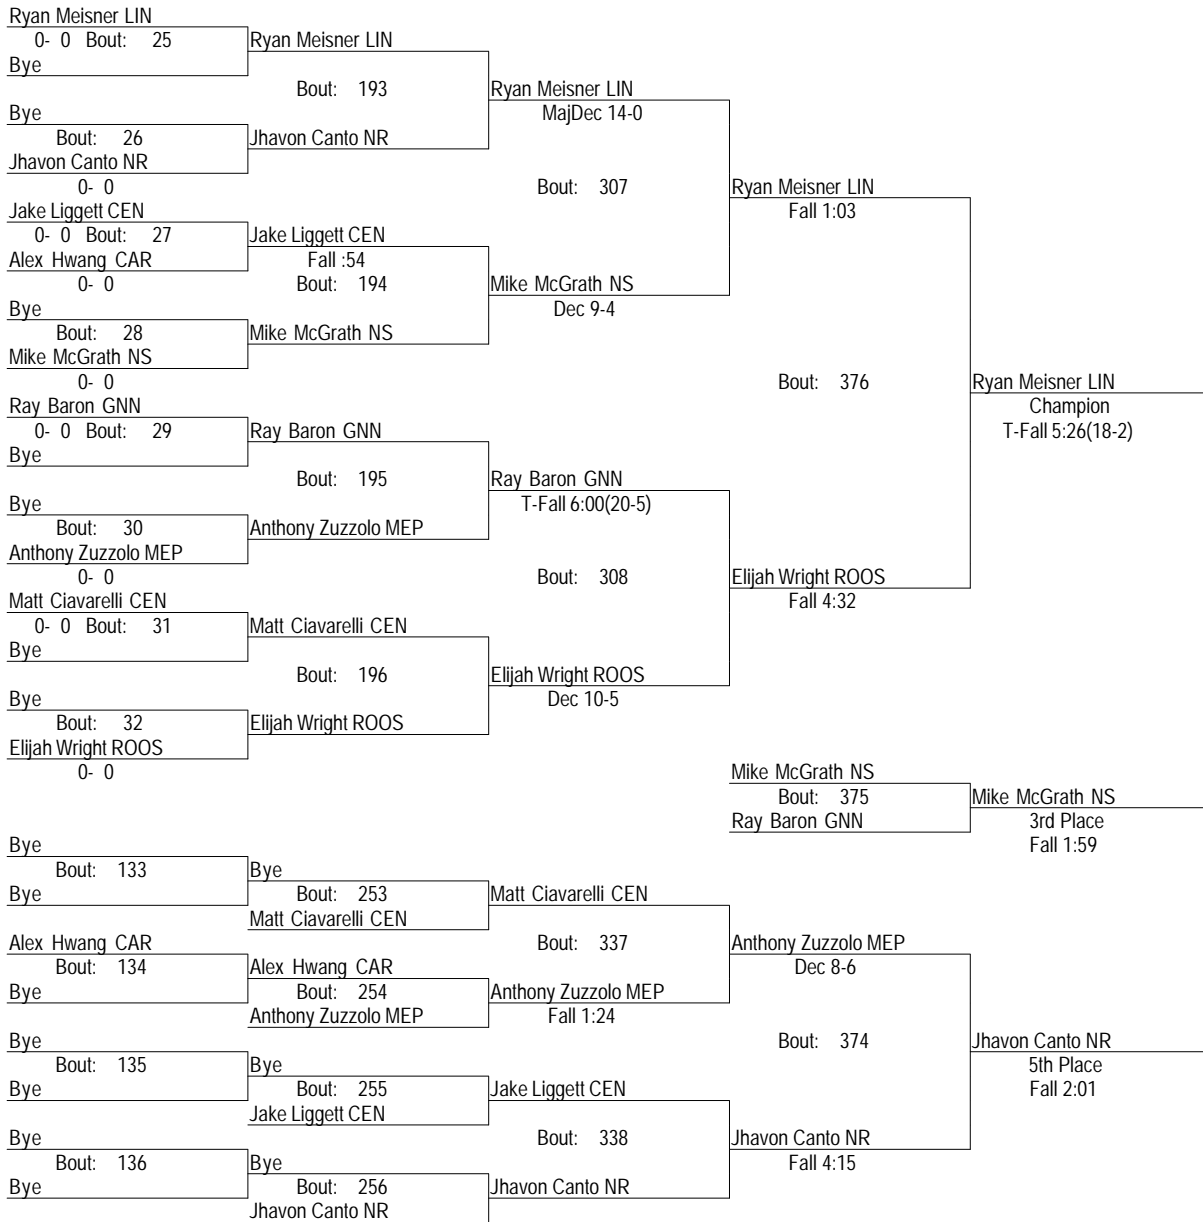 Ryan Meisner LIN
0- 0 Bout: 25
Bye
Ryan Meisner LIN
Bout: 193
Bye
Bout: 26
Jhavon Canto NR
0- 0
Jhavon Canto NR
Ryan Meisner LIN
MajDec 14-0
Bout: 307
Jake Liggett CEN
0- 0 Bout: 27
Alex Hwang CAR
0- 0
Jake Liggett CEN
Fall :54
Bout: 194
Bye
Bout: 28
Mike McGrath NS
0- 0
Mike McGrath NS
Mike McGrath NS
Dec 9-4
Ryan Meisner LIN
Fall 1:03
Bout: 376
Ray Baron GNN
0- 0 Bout: 29
Bye
Ray Baron GNN
Bout: 195
Bye
Bout: 30
Anthony Zuzzolo MEP
0- 0
Anthony Zuzzolo MEP
Ray Baron GNN
T-Fall 6:00(20-5)
Bout: 308
Matt Ciavarelli CEN
0- 0 Bout: 31
Bye
Matt Ciavarelli CEN
Bout: 196
Bye
Bout: 32
Elijah Wright ROOS
0- 0
Elijah Wright ROOS
Elijah Wright ROOS
Dec 10-5
Elijah Wright ROOS
Fall 4:32
Ryan Meisner LIN
Champion
T-Fall 5:26(18-2)
Mike McGrath NS
Bout: 375
Ray Baron GNN
Mike McGrath NS
3rd Place
Fall 1:59
Bye
Bout: 133
Bye
Bye
Bout: 253
Matt Ciavarelli CEN
Matt Ciavarelli CEN
Bout: 337
Alex Hwang CAR
Bout: 134
Bye
Alex Hwang CAR
Bout: 254
Anthony Zuzzolo MEP
Anthony Zuzzolo MEP
Fall 1:24
Anthony Zuzzolo MEP
Dec 8-6
Bout: 374
Bye
Bout: 135
Bye
Bye
Bout: 255
Jake Liggett CEN
Jake Liggett CEN
Bout: 338
Bye
Bout: 136
Bye
Bye
Bout: 256
Jhavon Canto NR
Jhavon Canto NR
Jhavon Canto NR
Fall 4:15
Jhavon Canto NR
5th Place
Fall 2:01